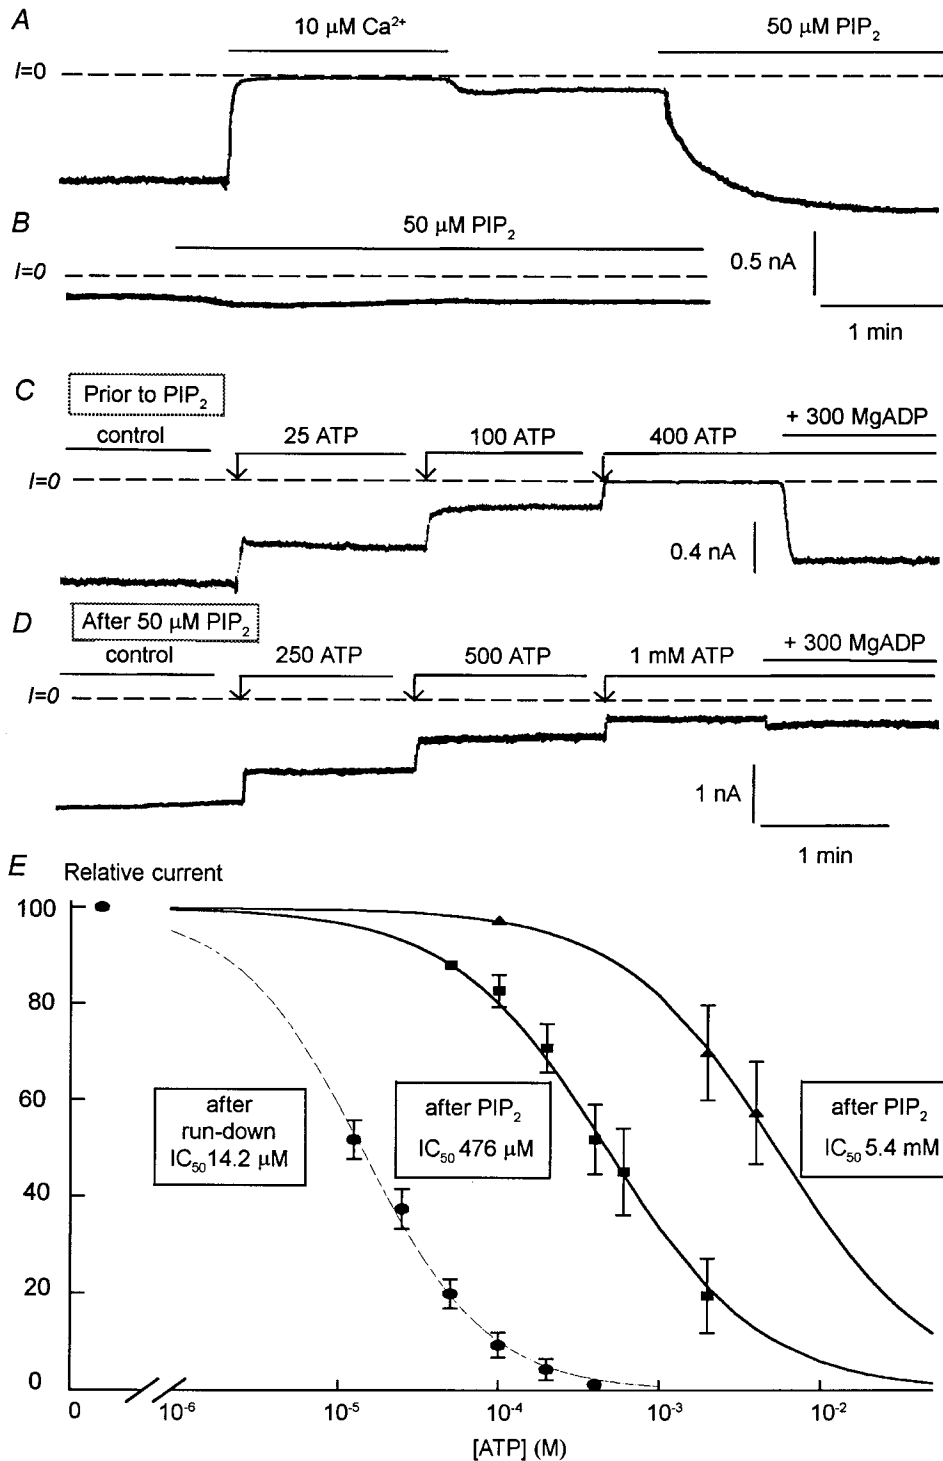 A
10 μM Ca²⁺
50 μM PIP₂
I=0
B
50 μM PIP₂
I=0
0.5 nA
1 min
C
Prior to PIP₂
control
25 ATP
100 ATP
400 ATP
+ 300 MgADP
I=0
0.4 nA
D
After 50 μM PIP₂
control
250 ATP
500 ATP
1 mM ATP
+ 300 MgADP
I=0
1 nA
1 min
E
Relative current
100
80
60
40
20
0
after
run-down
IC₅₀ 14.2 μM
after PIP₂
IC₅₀ 476 μM
after PIP₂
IC₅₀ 5.4 mM
0
10⁻⁶
10⁻⁵
10⁻⁴
10⁻³
10⁻²
[ATP] (M)